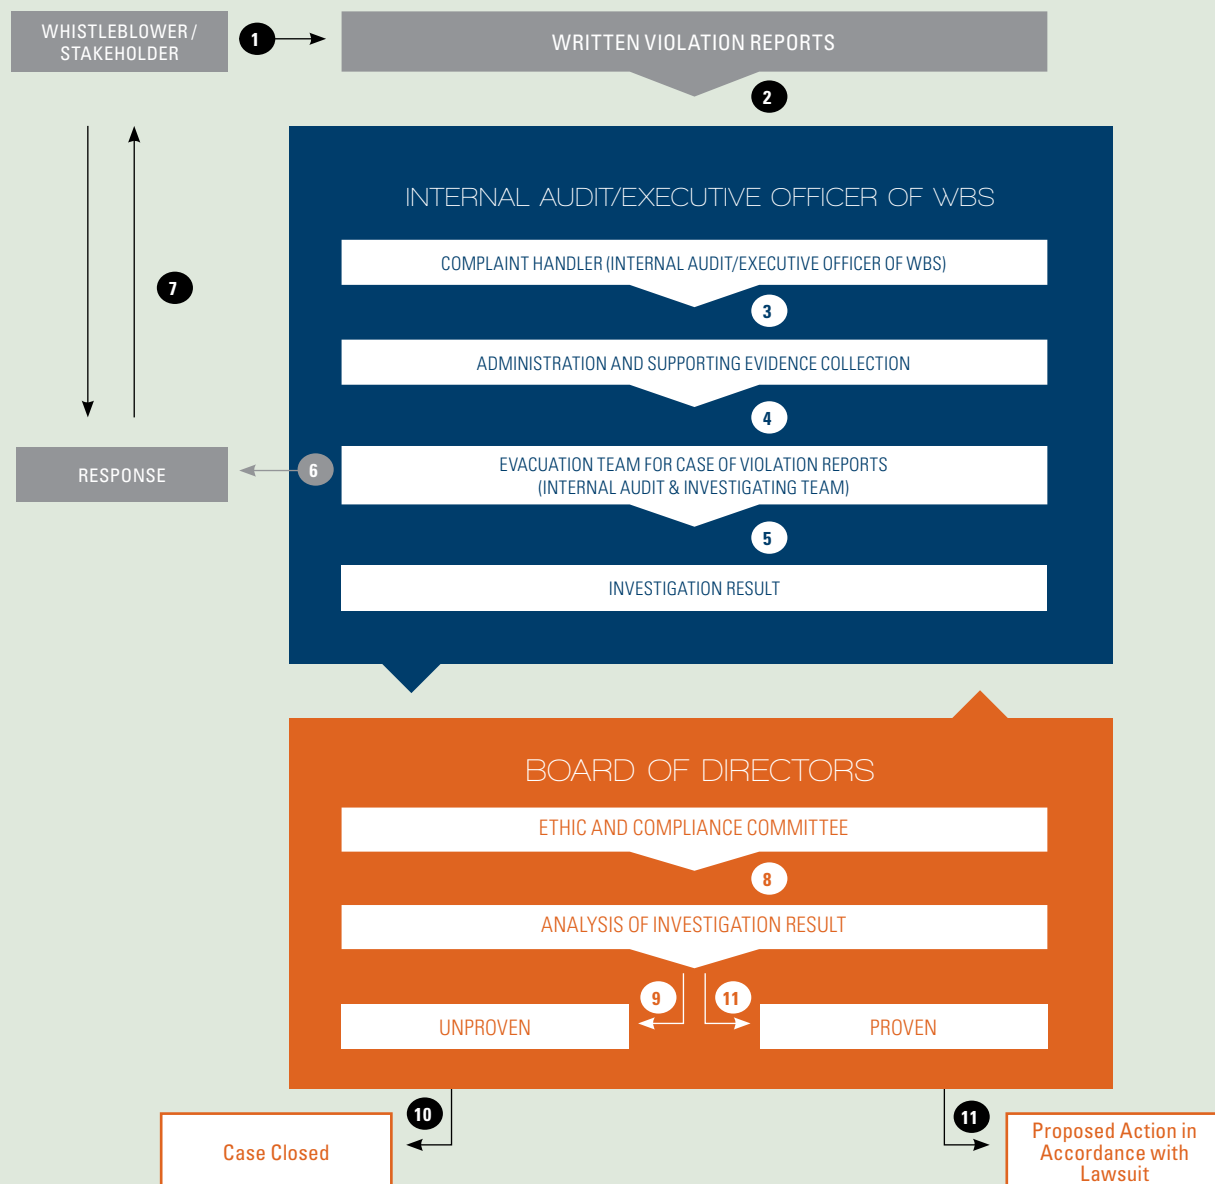 WHISTLEBLOWER /
STAKEHOLDER
1
WRITTEN VIOLATION REPORTS
2
INTERNAL AUDIT/EXECUTIVE OFFICER OF WBS
COMPLAINT HANDLER (INTERNAL AUDIT/EXECUTIVE OFFICER OF WBS)
7
3
ADMINISTRATION AND SUPPORTING EVIDENCE COLLECTION
4
RESPONSE
6
EVACUATION TEAM FOR CASE OF VIOLATION REPORTS
(INTERNAL AUDIT & INVESTIGATING TEAM)
5
INVESTIGATION RESULT
BOARD OF DIRECTORS
ETHIC AND COMPLIANCE COMMITTEE
8
ANALYSIS OF INVESTIGATION RESULT
9
11
UNPROVEN
PROVEN
10
11
Case Closed
Proposed Action in
Accordance with
Lawsuit